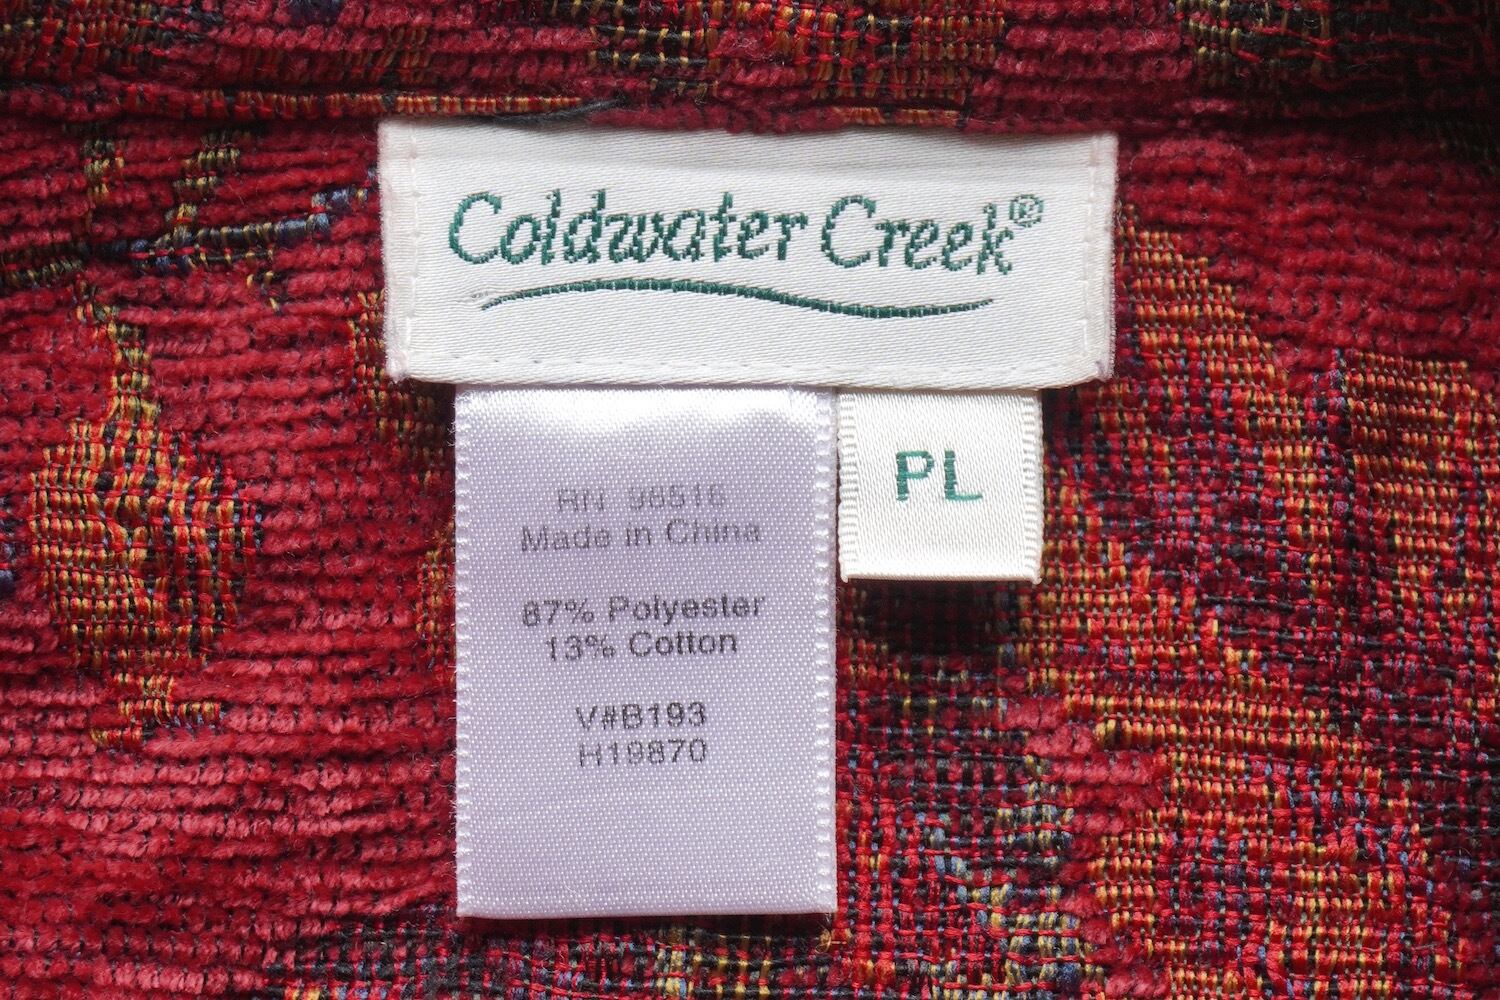 Coldwater Creek®
PL
RN 96516
Made in China
87% Polyester
13% Cotton
V#B193
H19870